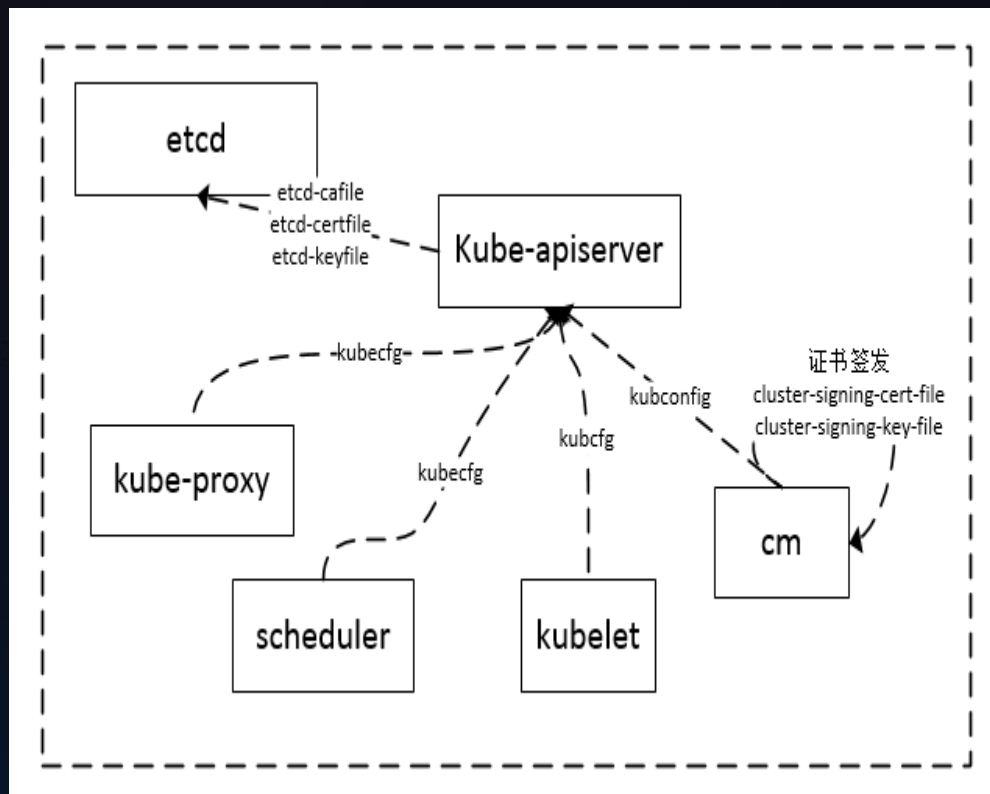 etcd
etcd-cafile
etcd-certfile
etcd-keyfile
Kube-apiserver
kubecfg
kubconfig
证书签发
cluster-signing-cert-file
cluster-signing-key-file
kubcfg
kubecfg
kube-proxy
cm
scheduler
kubelet